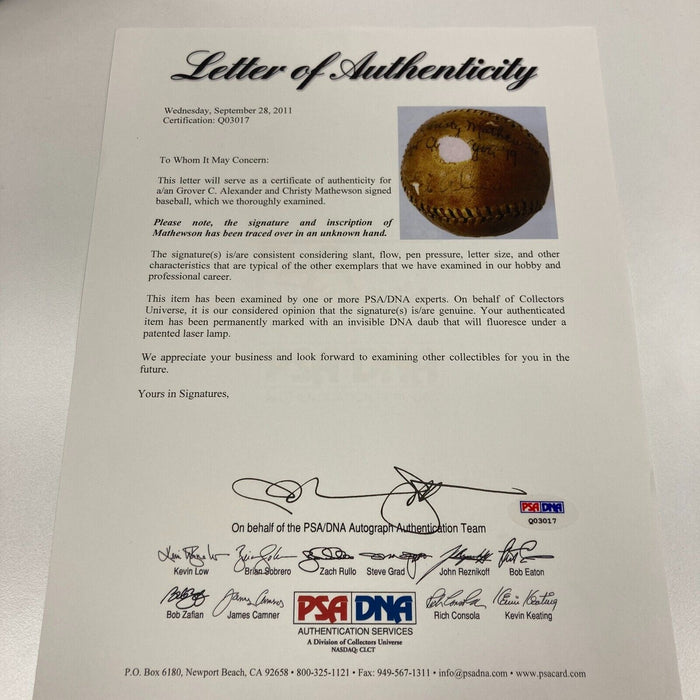 Letter of Authenticity
Wednesday, September 28, 2011
Certification: Q03017
To Whom It May Concern:
This letter will serve as a certificate of authenticity for
a/an Grover C. Alexander and Christy Mathewson signed
baseball, which we thoroughly examined.
Please note, the signature and inscription of
Mathewson has been traced over in an unknown hand.
The signature(s) is/are consistent considering slant, flow, pen pressure, letter size, and other
characteristics that are typical of the other exemplars that we have examined in our hobby and
professional career.
This item has been examined by one or more PSA/DNA experts. On behalf of Collectors
Universe, it is our considered opinion that the signature(s) is/are genuine. Your authenticated
item has been permanently marked with an invisible DNA daub that will fluoresce under a
patented laser lamp.
We appreciate your business and look forward to examining other collectibles for you in the
future.
Yours in Signatures,
PSA DNA
Q03017
On behalf of the PSA/DNA Autograph Authentication Team
Kevin Low Brian Sobrero Zach Rullo Steve Grad John Reznikoff Bob Eaton
Bob Zafian James Camner PSA DNA Rich Consola Kevin Keating
AUTHENTICATION SERVICES
A Division of Collectors Universe
NASDAQ: CLCT
P.O. Box 6180, Newport Beach, CA 92658 • 800-325-1121 • Fax: 949-567-1311 • info@psadna.com • www.psacard.com